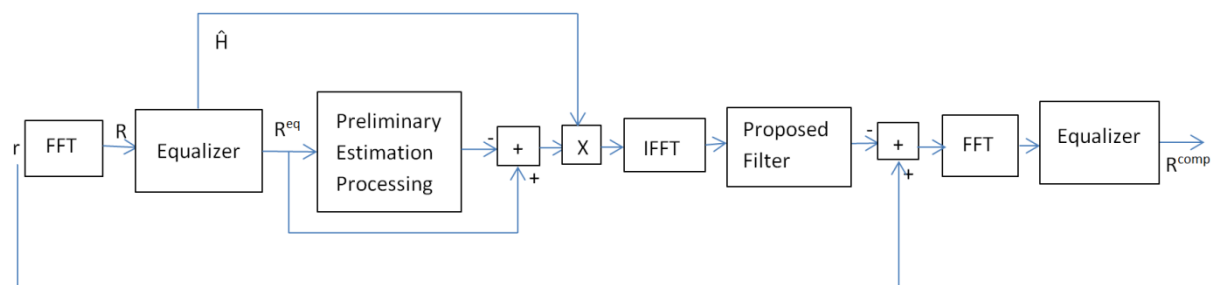 Ĥ
r
FFT
R
Equalizer
R^eq
Preliminary
Estimation
Processing
-
+
+
X
IFFT
Proposed
Filter
-
+
+
FFT
Equalizer
R^comp